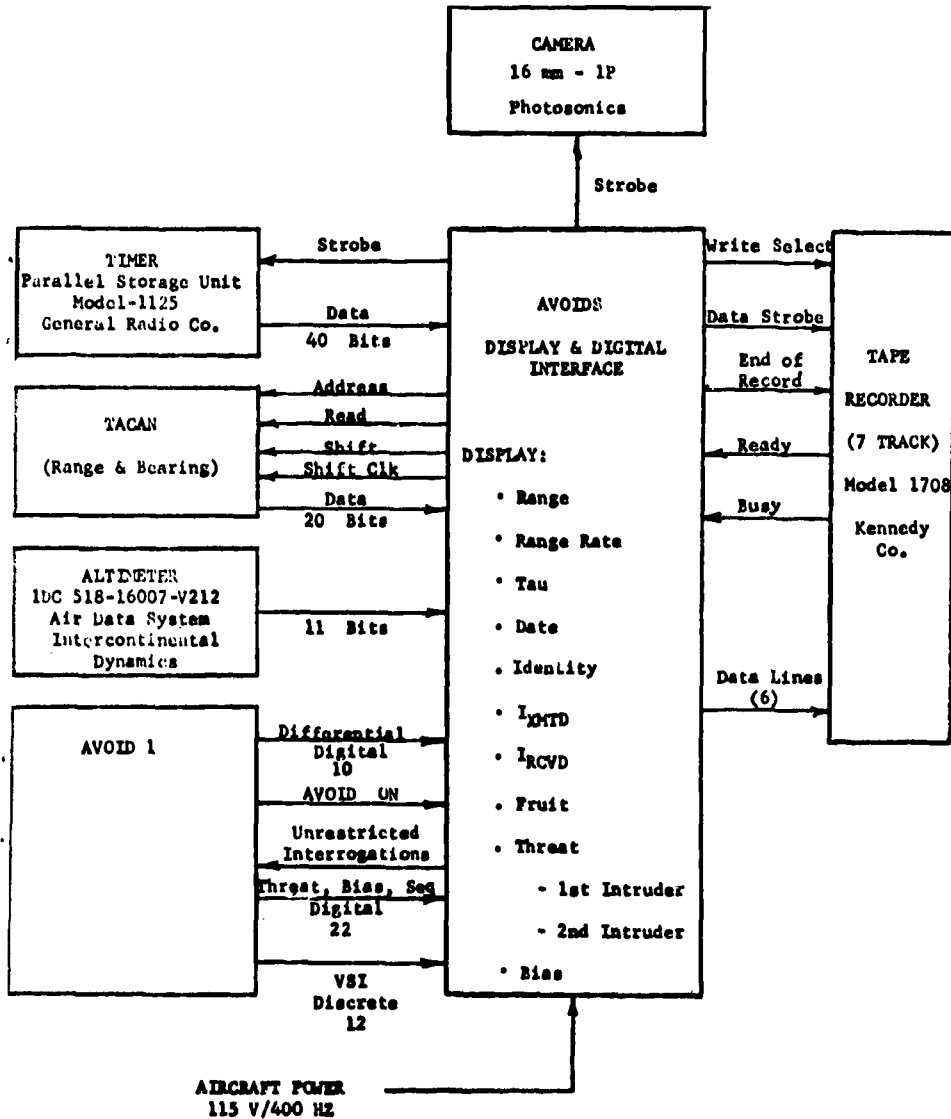 CAMERA
16 mm - 1P
Photosonics
Strobe
TIMER
Parallel Storage Unit
Model-1125
General Radio Co.
Strobe
Data
40 Bits
TACAN
(Range & Bearing)
Address
Read
Shift
Shift Clk
Data
20 Bits
ALTIMETER
IDC 518-16007-V212
Air Data System
Intercontinental
Dynamics
11 Bits
AVOID 1
Differential
Digital
10
AVOID ON
Unrestricted
Interrogations
Threat, Bias, Seq
Digital
22
VSI
Discrete
12
AVOIDS
DISPLAY & DIGITAL
INTERFACE
DISPLAY:
• Range
• Range Rate
• Tau
• Date
• Identity
• IXMTD
• IRCVD
• Fruit
• Threat
- 1st Intruder
- 2nd Intruder
• Bias
Write Select
Data Strobe
End of
Record
Ready
Busy
Data Lines
(6)
TAPE
RECORDER
(7 TRACK)
Model 1708
Kennedy
Co.
AIRCRAFT POWER
115 V/400 HZ